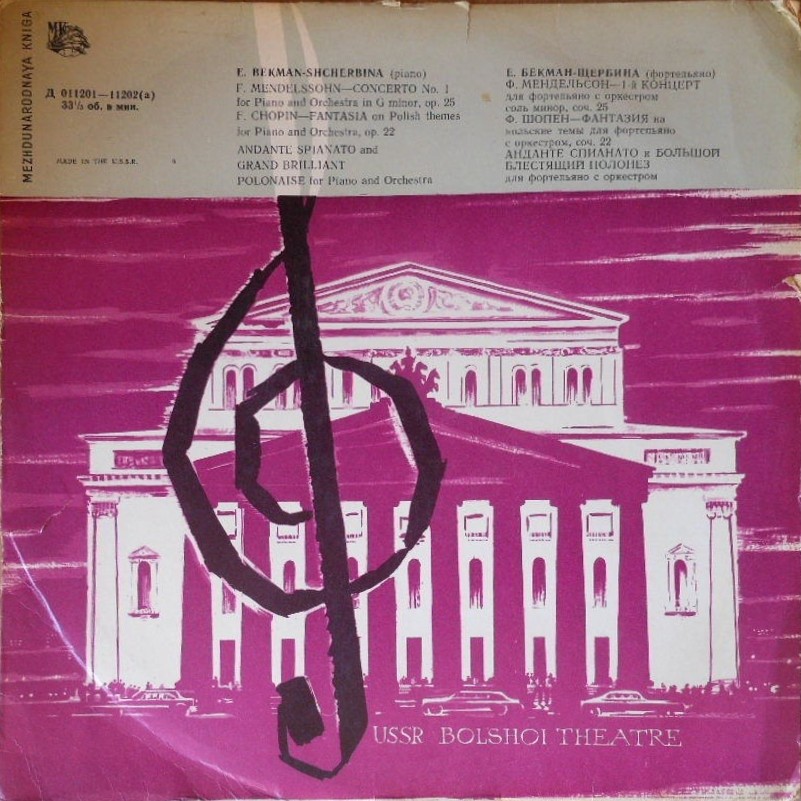 MEZHDUNARODNAYA KNIGA
МК
Д 011201—11202(а)
33⅓ об. в мин.
MADE IN THE U.S.S.R. 6
E. BEKMAN-SHCHERBINA (piano)
F. MENDELSSOHN—CONCERTO No. 1
for Piano and Orchestra in G minor, op. 25
F. CHOPIN—FANTASIA on Polish themes
for Piano and Orchestra, op. 22
ANDANTE SPIANATO and
GRAND BRILLIANT
POLONAISE for Piano and Orchestra
Е. БЕКМАН-ЩЕРБИНА (фортепьяно)
Ф. МЕНДЕЛЬСОН—1-й КОНЦЕРТ
для фортепьяно с оркестром
соль минор, соч. 25
Ф. ШОПЕН—ФАНТАЗИЯ на
польские темы для фортепьяно
с оркестром, соч. 22
АНДАНТЕ СПИАНАТО и БОЛЬШОЙ
БЛЕСТЯЩИЙ ПОЛОНЕЗ
для фортепьяно с оркестром
USSR BOLSHOI THEATRE